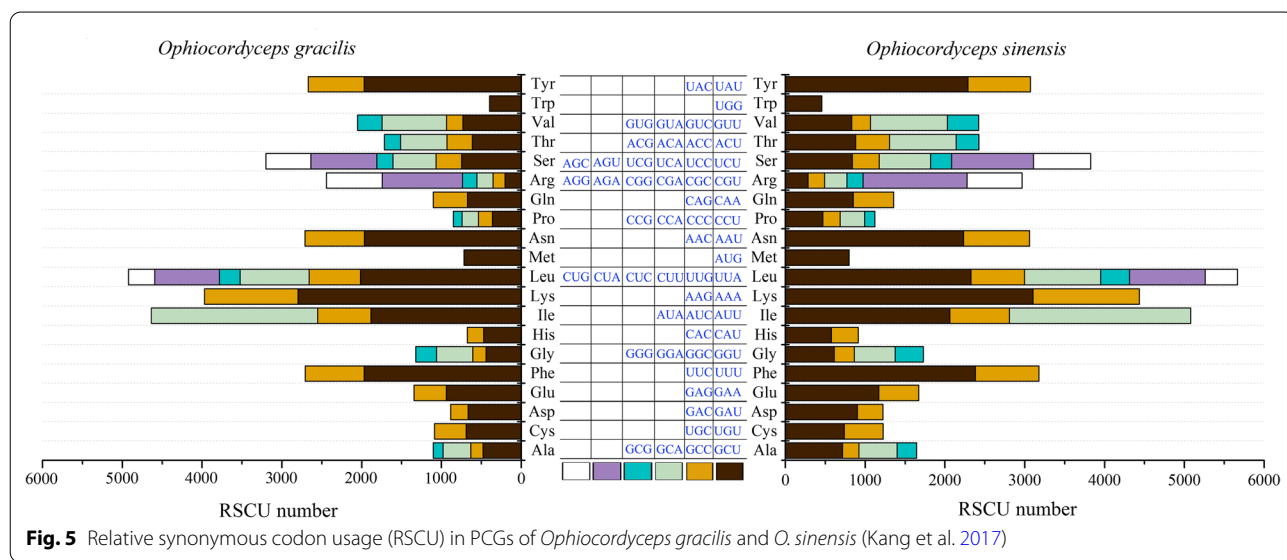 Ophiocordyceps gracilis Ophiocordyceps sinensis
Tyr UAC UAU Tyr
Trp UGG Trp
Val GUG GUA GUC GUU Val
Thr ACG ACA ACC ACU Thr
Ser AGC AGU UCG UCA UCC UCU Ser
Arg AGG AGA CGG CGA CGC CGU Arg
Gln CAG CAA Gln
Pro CCG CCA CCC CCU Pro
Asn AAC AAU Asn
Met AUG Met
Leu CUG CUA CUC CUU UUG UUA Leu
Lys AAG AAA Lys
Ile AUA AUC AUU Ile
His CAC CAU His
Gly GGG GGA GGC GGU Gly
Phe UUC UUU Phe
Glu GAG GAA Glu
Asp GAC GAU Asp
Cys UGC UGU Cys
Ala GCG GCA GCC GCU Ala
6000 5000 4000 3000 2000 1000 0 0 1000 2000 3000 4000 5000 6000
RSCU number RSCU number
Fig. 5 Relative synonymous codon usage (RSCU) in PCGs of Ophiocordyceps gracilis and O. sinensis (Kang et al. 2017)